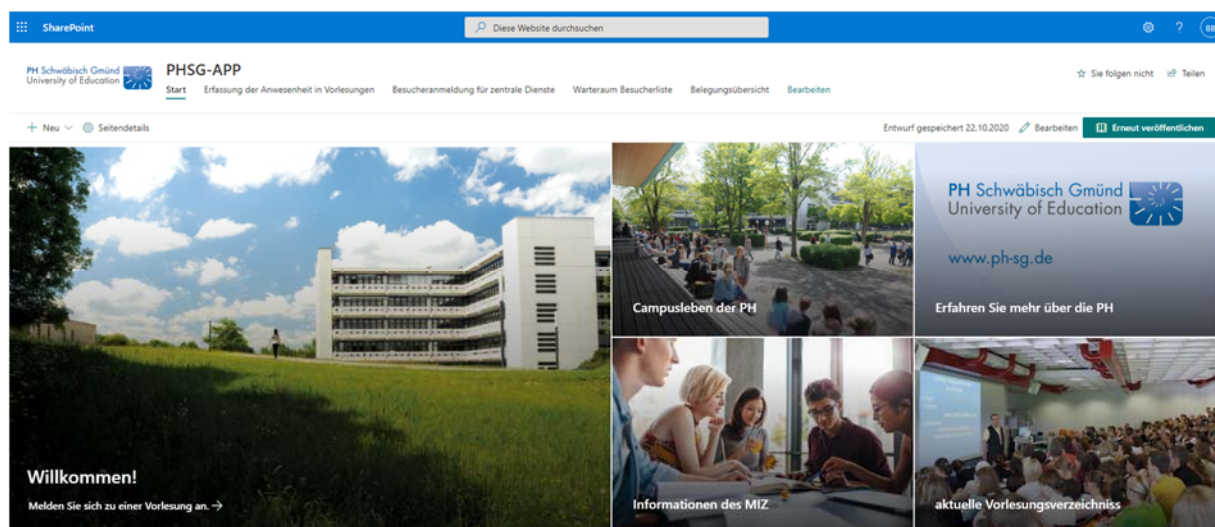 SharePoint
Diese Website durchsuchen
?
BB
PH Schwäbisch Gmünd
University of Education
PHSG-APP
Start Erfassung der Anwesenheit in Vorlesungen Besucheranmeldung für zentrale Dienste Warteraum Besucherliste Belegungsübersicht Bearbeiten
Sie folgen nicht Teilen
+ Neu Seitendetails
Entwurf gespeichert 22.10.2020 Bearbeiten Erneut veröffentlichen
Willkommen!
Melden Sie sich zu einer Vorlesung an. →
Campusleben der PH
PH Schwäbisch Gmünd
University of Education
www.ph-sg.de
Erfahren Sie mehr über die PH
Informationen des MIZ
aktuelle Vorlesungsverzeichniss